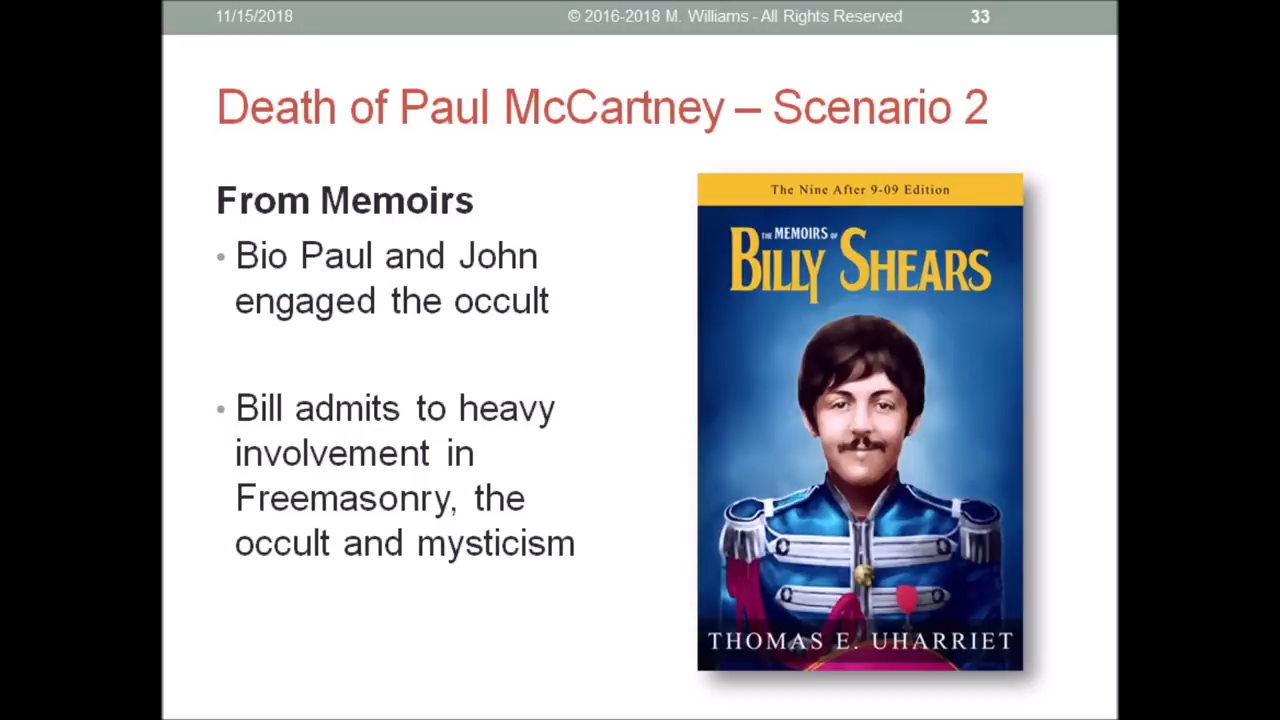 11/15/2018 © 2016-2018 M. Williams - All Rights Reserved 33
Death of Paul McCartney – Scenario 2
From Memoirs
• Bio Paul and John
engaged the occult
• Bill admits to heavy
involvement in
Freemasonry, the
occult and mysticism
The Nine After 9-09 Edition
THE MEMOIRS OF
BILLY SHEARS
THOMAS E. UHARRIET